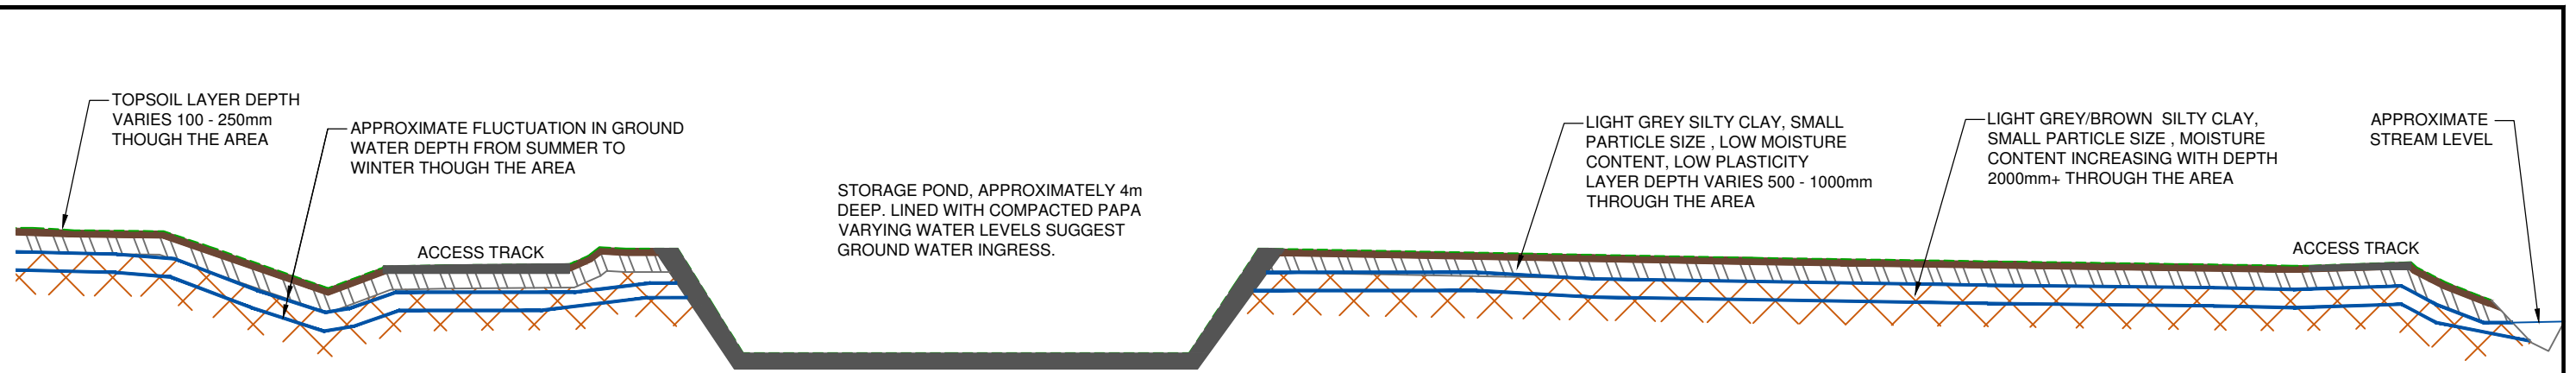 TOPSOIL LAYER DEPTH
VARIES 100 - 250mm
THOUGH THE AREA
APPROXIMATE FLUCTUATION IN GROUND
WATER DEPTH FROM SUMMER TO
WINTER THOUGH THE AREA
ACCESS TRACK
STORAGE POND, APPROXIMATELY 4m
DEEP. LINED WITH COMPACTED PAPA
VARYING WATER LEVELS SUGGEST
GROUND WATER INGRESS.
LIGHT GREY SILTY CLAY, SMALL
PARTICLE SIZE , LOW MOISTURE
CONTENT, LOW PLASTICITY
LAYER DEPTH VARIES 500 - 1000mm
THROUGH THE AREA
LIGHT GREY/BROWN  SILTY CLAY,
SMALL PARTICLE SIZE , MOISTURE
CONTENT INCREASING WITH DEPTH
2000mm+ THROUGH THE AREA
ACCESS TRACK
APPROXIMATE
STREAM LEVEL